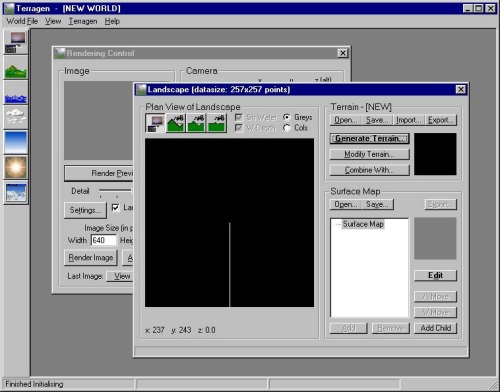 Terragen - [NEW WORLD]
World File View Terragen Help
Rendering Control
Image
Camera
x y z (alt)
Landscape (datasize: 257x257 points)
Plan View of Landscape
Sh/Water
W/Depth
Greys
Cols
Terrain - [NEW]
Open... Save... Import... Export...
Generate Terrain...
Modify Terrain...
Combine With...
Surface Map
Open... Save... Export...
Surface Map
Edit
/\ Move
\/ Move
Add Remove Add Child
x: 237 y: 243 z: 0.0
Render Previ
Detail
Settings...
La
Image Size (in p
Width 640 Heig
Render Image A
Last Image: View
Finished Initialising